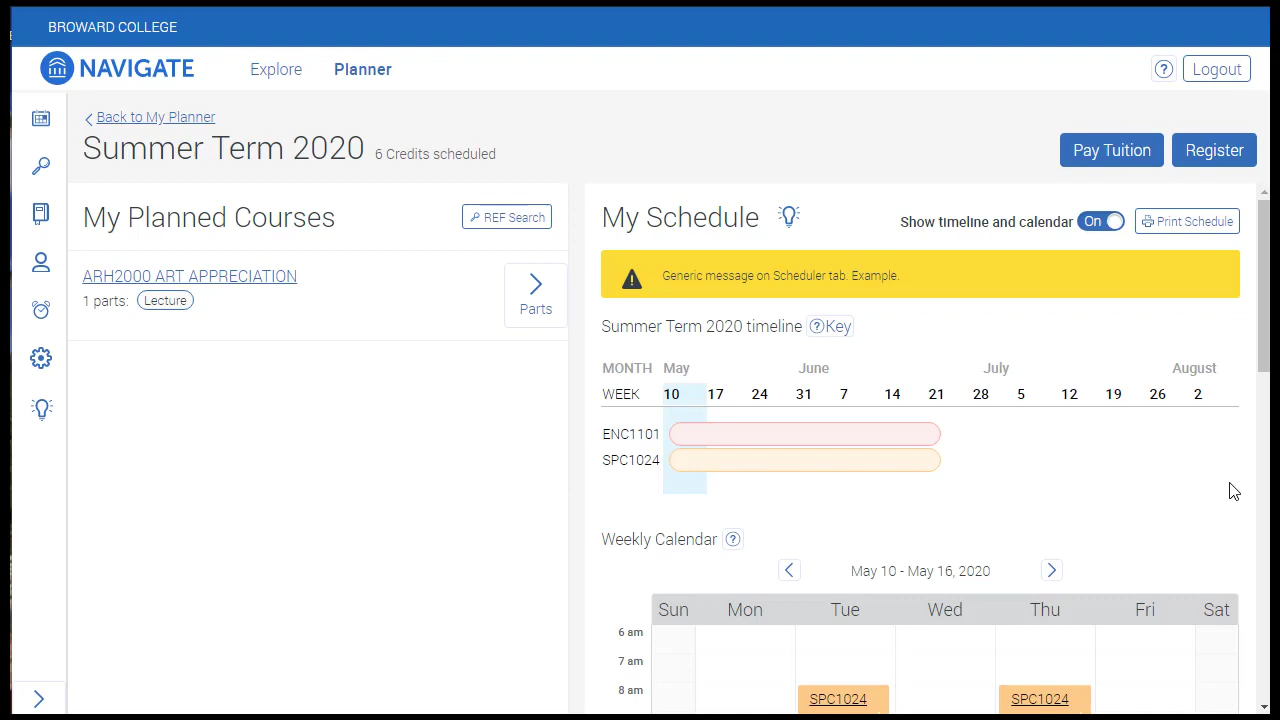 BROWARD COLLEGE
NAVIGATE Explore Planner Logout
Back to My Planner
Summer Term 2020 6 Credits scheduled Pay Tuition Register
My Planned Courses REF Search
ARH2000 ART APPRECIATION
1 parts: Lecture
Parts
My Schedule Show timeline and calendar On Print Schedule
Generic message on Scheduler tab. Example.
Summer Term 2020 timeline ? Key
MONTH May June July August
WEEK 10 17 24 31 7 14 21 28 5 12 19 26 2
ENC1101
SPC1024
Weekly Calendar ?
May 10 - May 16, 2020
Sun Mon Tue Wed Thu Fri Sat
6 am
7 am
8 am SPC1024 SPC1024